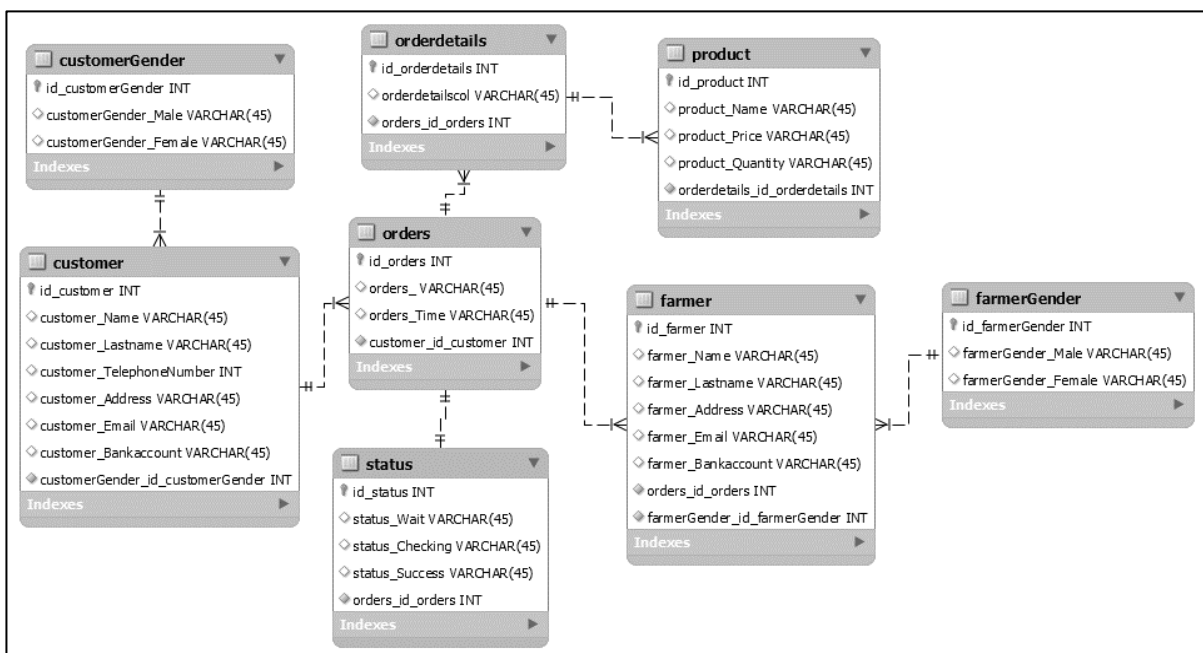 customerGender
id_customerGender INT
customerGender_Male VARCHAR(45)
customerGender_Female VARCHAR(45)
Indexes
orderdetails
id_orderdetails INT
orderdetailscol VARCHAR(45)
orders_id_orders INT
Indexes
product
id_product INT
product_Name VARCHAR(45)
product_Price VARCHAR(45)
product_Quantity VARCHAR(45)
orderdetails_id_orderdetails INT
Indexes
customer
id_customer INT
customer_Name VARCHAR(45)
customer_Lastname VARCHAR(45)
customer_TelephoneNumber INT
customer_Address VARCHAR(45)
customer_Email VARCHAR(45)
customer_Bankaccount VARCHAR(45)
customerGender_id_customerGender INT
Indexes
orders
id_orders INT
orders_ VARCHAR(45)
orders_Time VARCHAR(45)
customer_id_customer INT
Indexes
farmer
id_farmer INT
farmer_Name VARCHAR(45)
farmer_Lastname VARCHAR(45)
farmer_Address VARCHAR(45)
farmer_Email VARCHAR(45)
farmer_Bankaccount VARCHAR(45)
orders_id_orders INT
farmerGender_id_farmerGender INT
Indexes
farmerGender
id_farmerGender INT
farmerGender_Male VARCHAR(45)
farmerGender_Female VARCHAR(45)
Indexes
status
id_status INT
status_Wait VARCHAR(45)
status_Checking VARCHAR(45)
status_Success VARCHAR(45)
orders_id_orders INT
Indexes